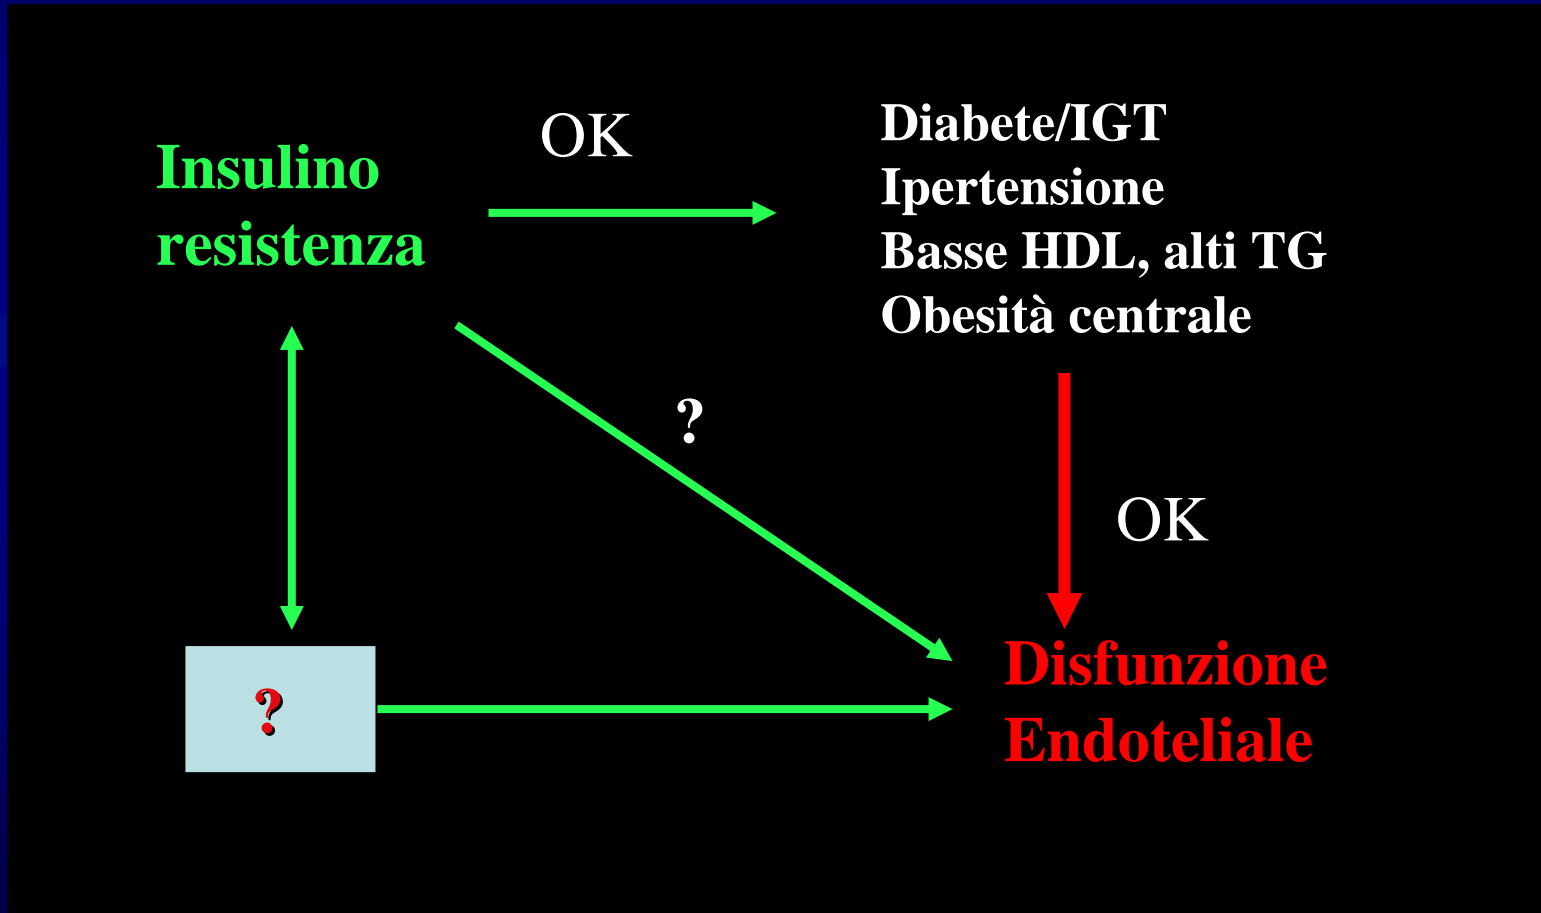 Insulino
resistenza
OK
Diabete/IGT
Ipertensione
Basse HDL, alti TG
Obesità centrale
?
OK
?
Disfunzione
Endoteliale